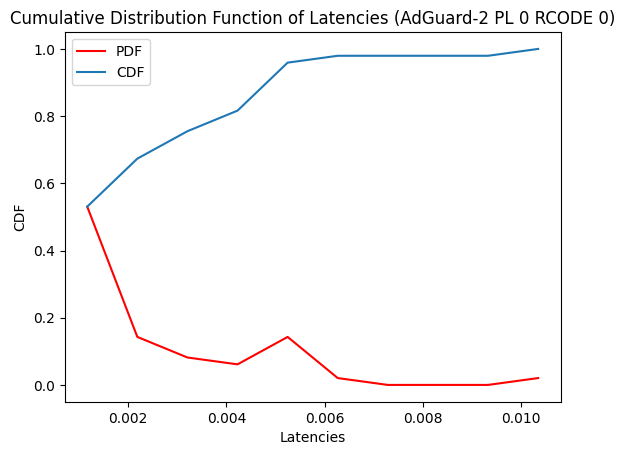 Cumulative Distribution Function of Latencies (AdGuard-2 PL 0 RCODE 0)
PDF
CDF
1.0
0.8
0.6
0.4
0.2
0.0
CDF
0.002
0.004
0.006
0.008
0.010
Latencies